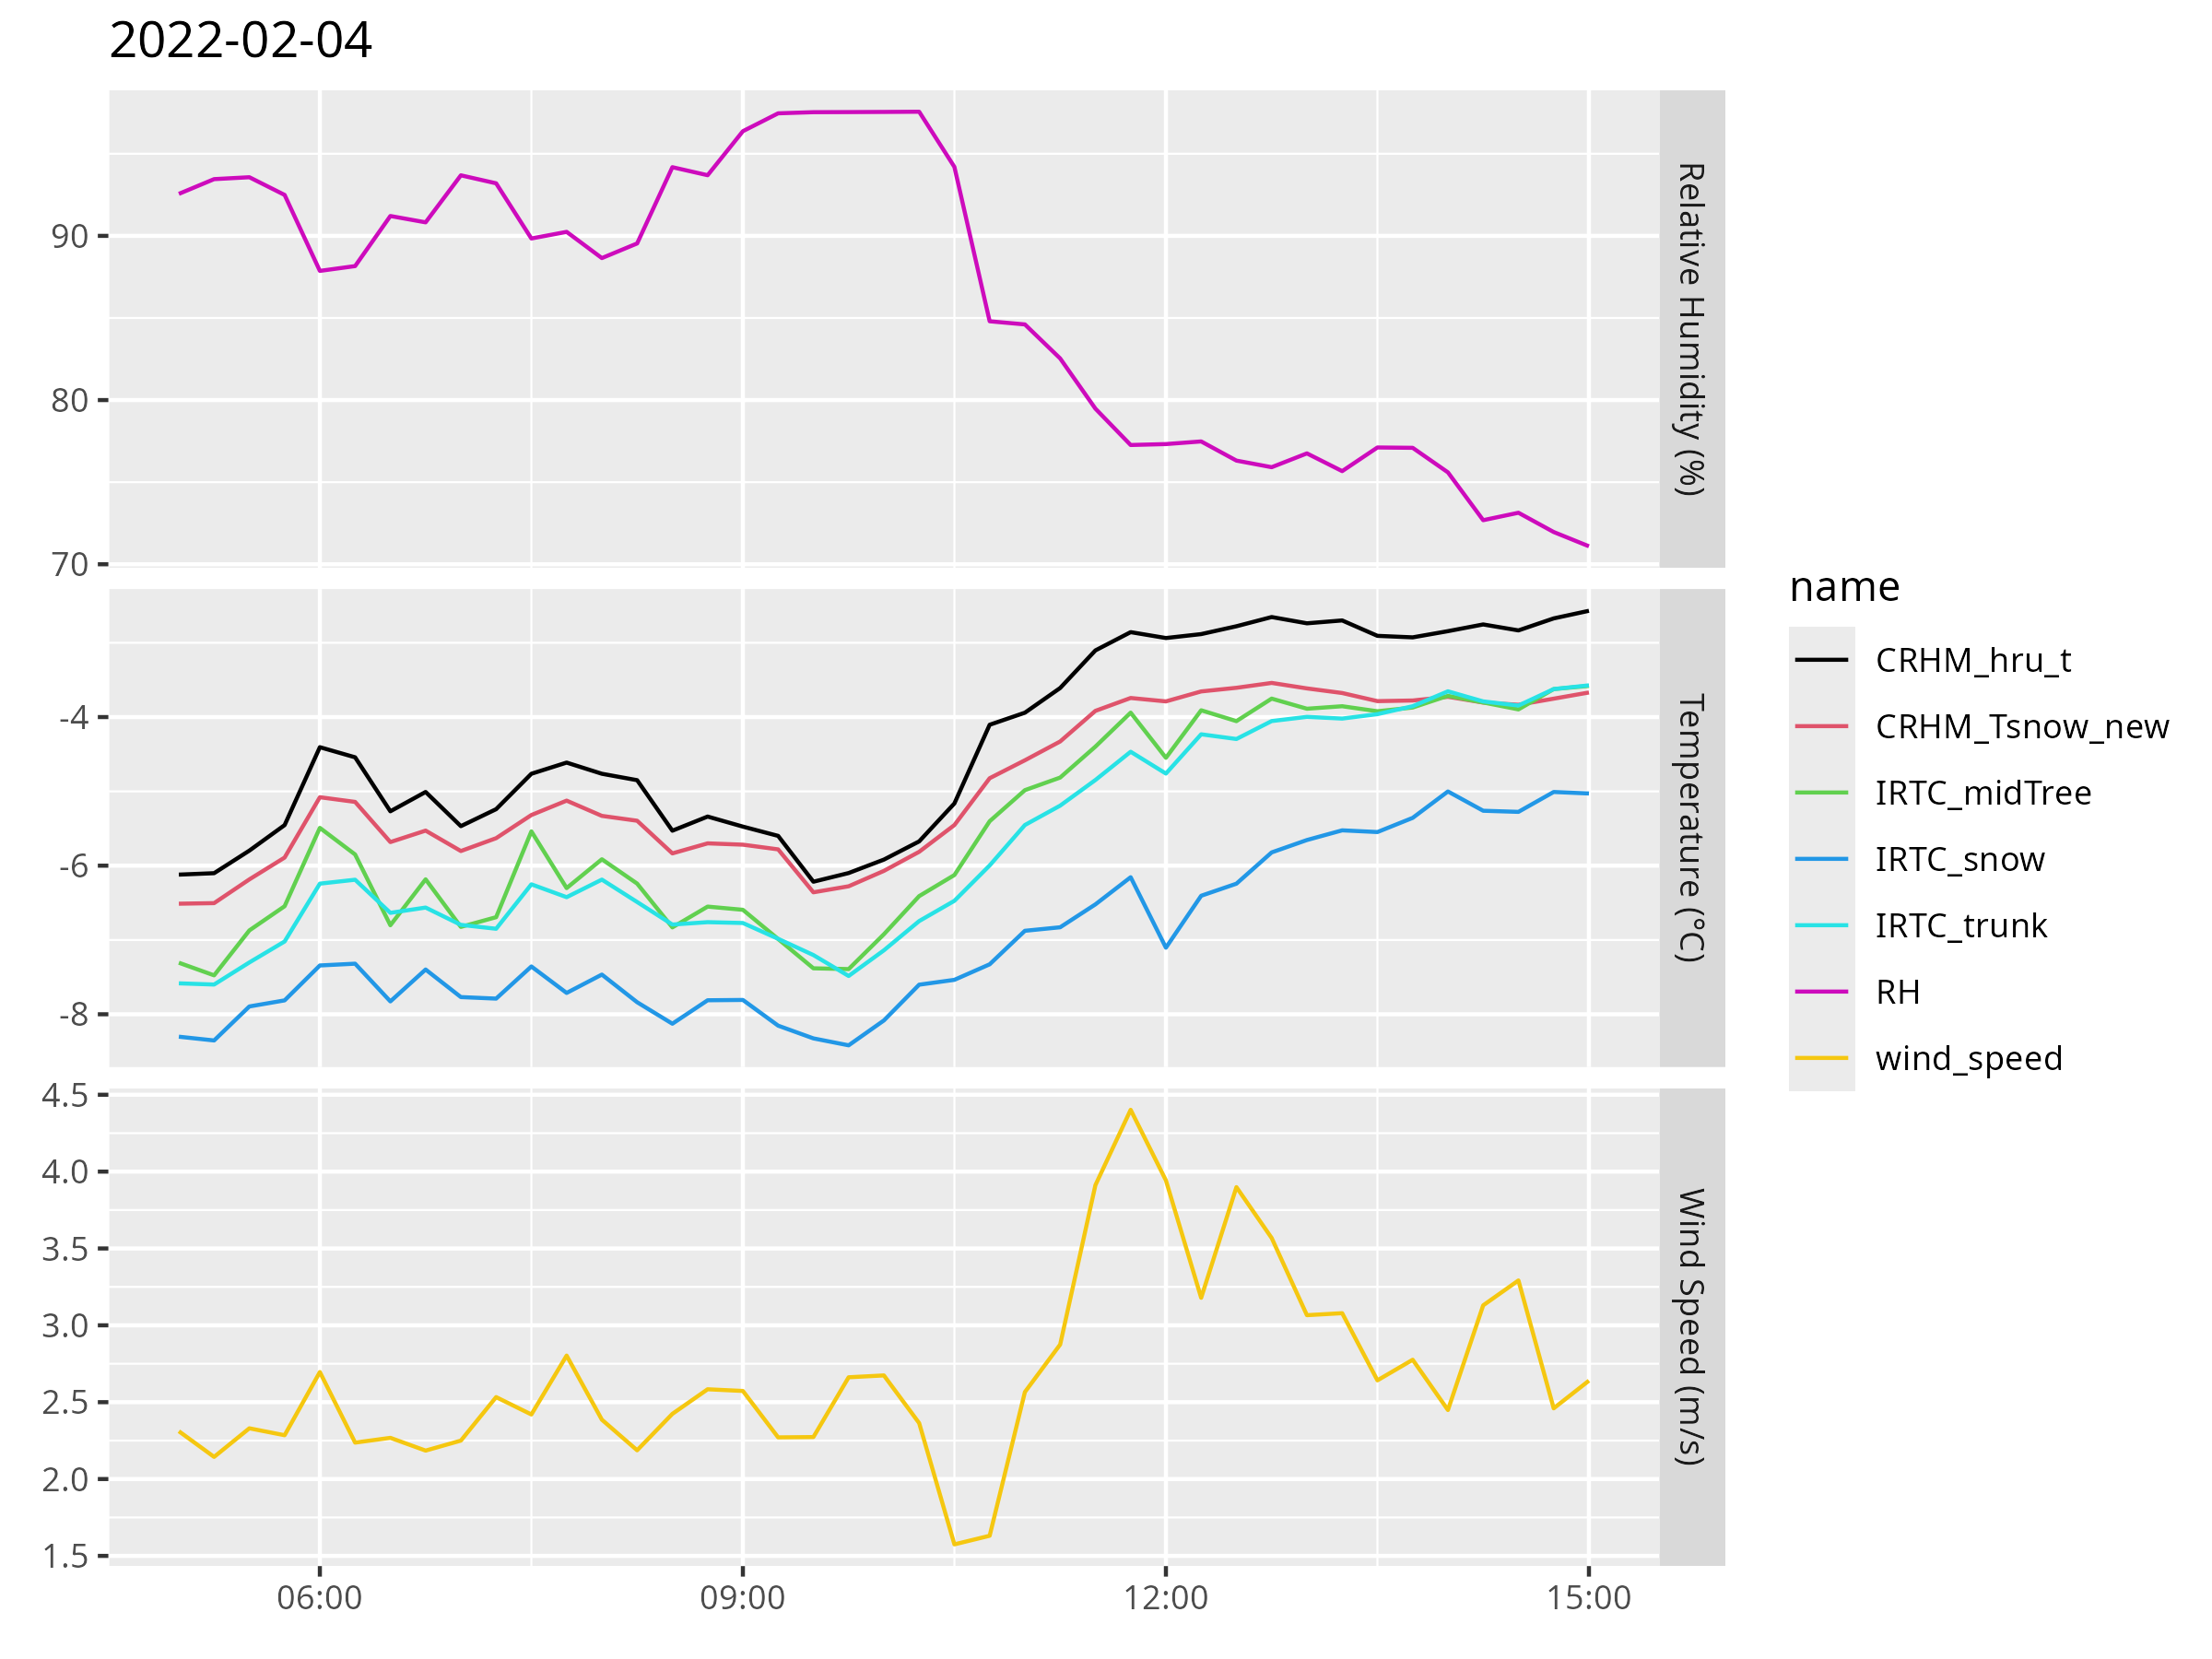 2022-02-04
90
80
70
Relative Humidity (%)
-4
-6
-8
Temperature (°C)
4.5
4.0
3.5
3.0
2.5
2.0
1.5
Wind Speed (m/s)
06:00
09:00
12:00
15:00
name
CRHM_hru_t
CRHM_Tsnow_new
IRTC_midTree
IRTC_snow
IRTC_trunk
RH
wind_speed